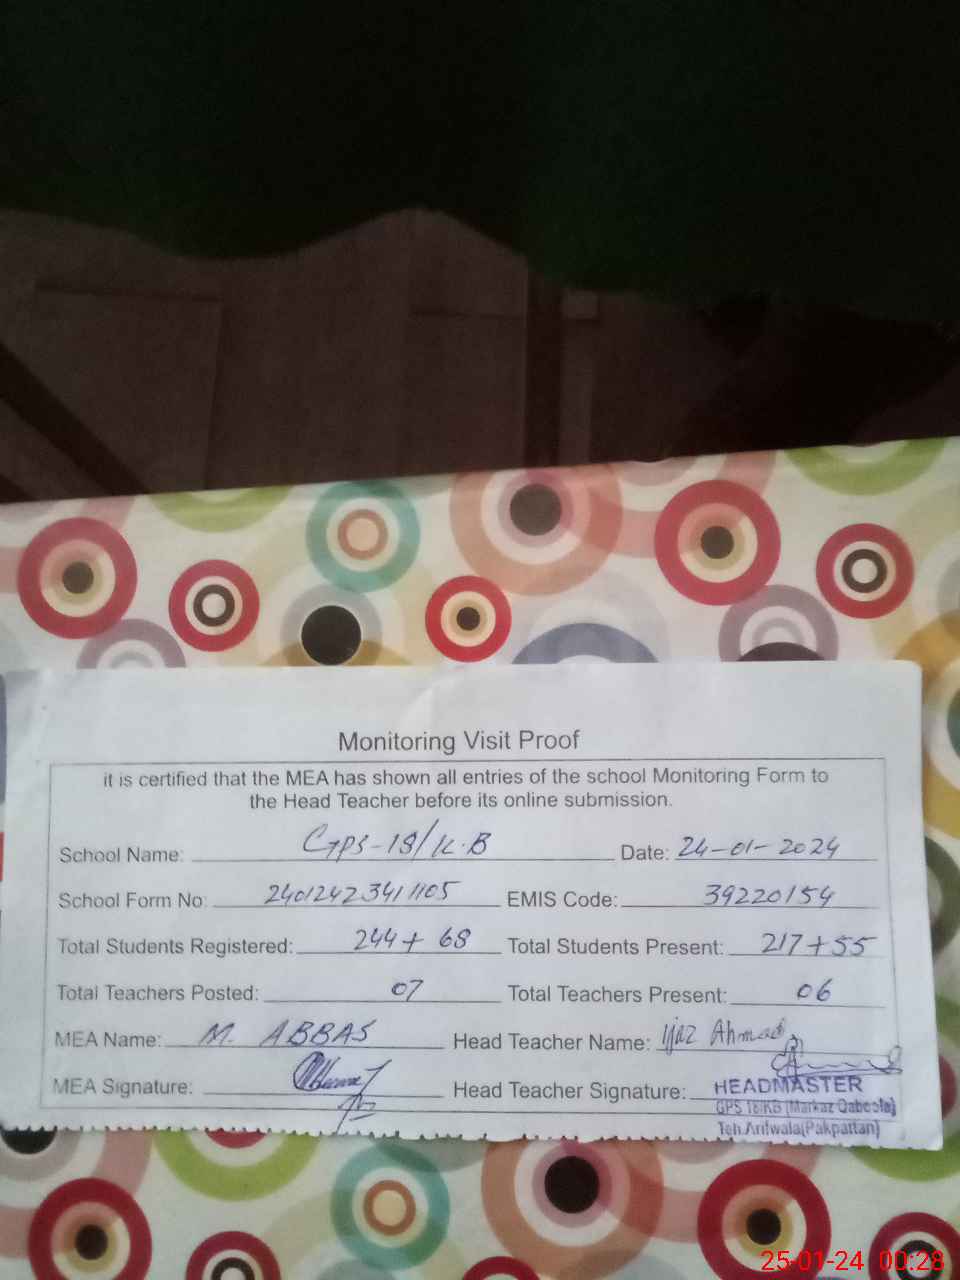 Monitoring Visit Proof
it is certified that the MEA has shown all entries of the school Monitoring Form to
the Head Teacher before its online submission.
School Name: GPS-18/K.B Date: 24-01-2024
School Form No: 2401242341105 EMIS Code: 39220154
Total Students Registered: 244+ 68 Total Students Present: 217+55
Total Teachers Posted: 07 Total Teachers Present: 06
MEA Name: M. ABBAS Head Teacher Name: Ijaz Ahmad
MEA Signature: Head Teacher Signature:
HEADMASTER
GPS 18/KB (Markaz Qaboola)
Teh.Arifwala(Pakpattan)
25-01-24 00:28